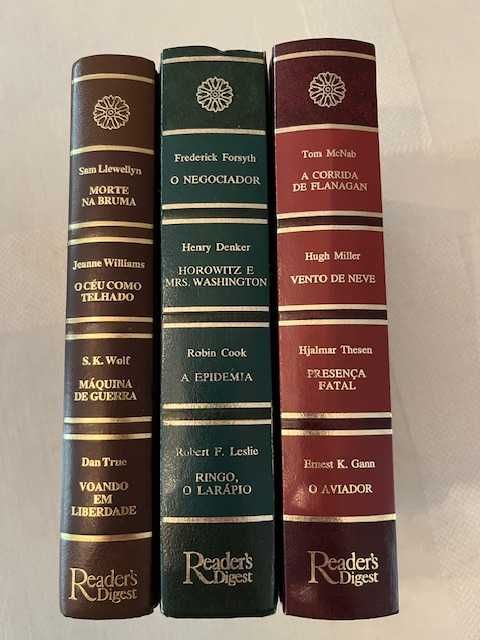 Sam Llewellyn
MORTE
NA BRUMA
Jeanne Williams
O CÉU COMO
TELHADO
S. K. Wolf
MÁQUINA
DE GUERRA
Dan True
VOANDO
EM
LIBERDADE
Reader's
Digest
Frederick Forsyth
O NEGOCIADOR
Henry Denker
HOROWITZ E
MRS. WASHINGTON
Robin Cook
A EPIDEMIA
Robert F. Leslie
RINGO,
O LARÁPIO
Reader's
Digest
Tom McNab
A CORRIDA
DE FLANAGAN
Hugh Miller
VENTO DE NEVE
Hjalmar Thesen
PRESENÇA
FATAL
Ernest K. Gann
O AVIADOR
Reader's
Digest